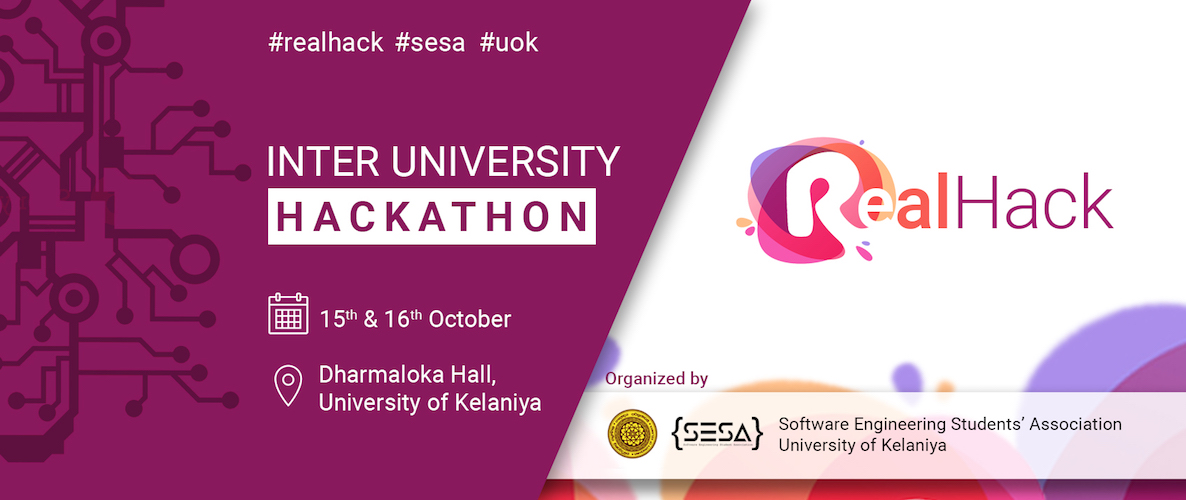 #realhack #sesa #uok
INTER UNIVERSITY
HACKATHON
15th & 16th October
Dharmaloka Hall,
University of Kelaniya
RealHack
Organized by
{SESA}
Software Engineering Students' Association
University of Kelaniya